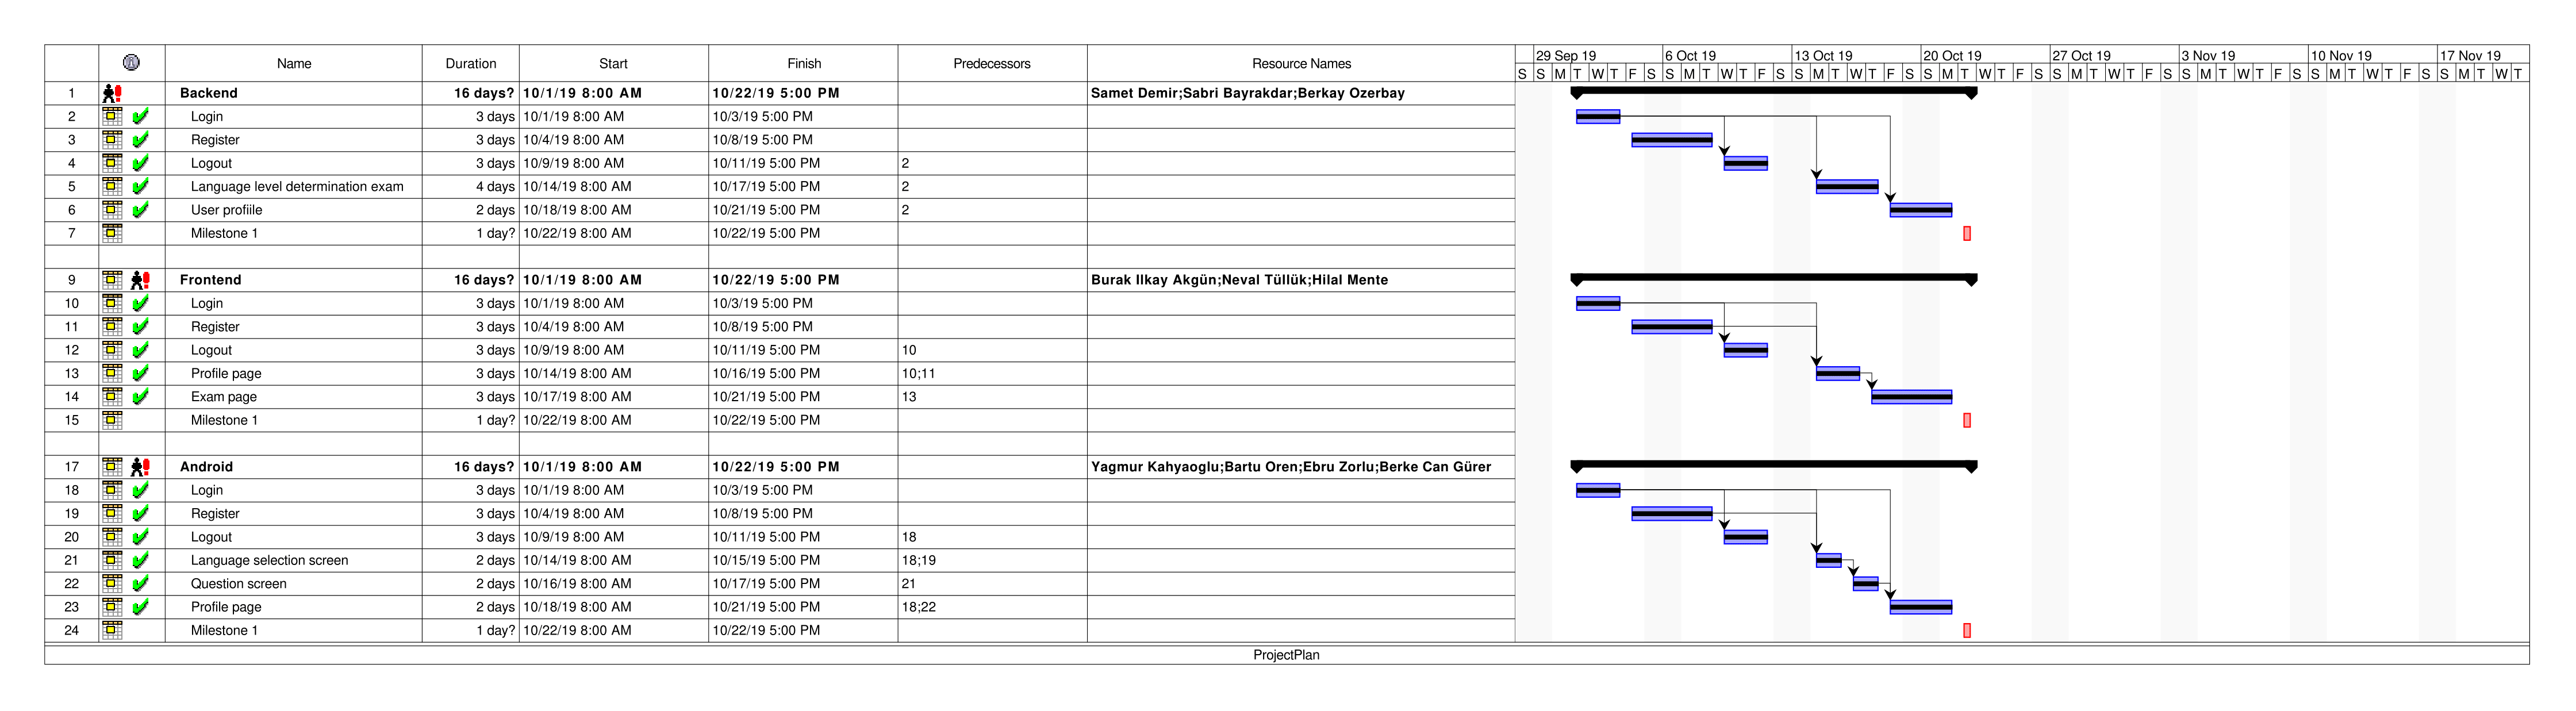 Name Duration Start Finish Predecessors Resource Names
29 Sep 19 6 Oct 19 13 Oct 19 20 Oct 19 27 Oct 19 3 Nov 19 10 Nov 19 17 Nov 19
S S M T W T F S S M T W T F S S M T W T F S S M T W T F S S M T W T F S S M T W T F S S M T W T F S S M T W T
1 Backend 16 days? 10/1/19 8:00 AM 10/22/19 5:00 PM Samet Demir;Sabri Bayrakdar;Berkay Ozerbay
2 Login 3 days 10/1/19 8:00 AM 10/3/19 5:00 PM
3 Register 3 days 10/4/19 8:00 AM 10/8/19 5:00 PM
4 Logout 3 days 10/9/19 8:00 AM 10/11/19 5:00 PM 2
5 Language level determination exam 4 days 10/14/19 8:00 AM 10/17/19 5:00 PM 2
6 User profiile 2 days 10/18/19 8:00 AM 10/21/19 5:00 PM 2
7 Milestone 1 1 day? 10/22/19 8:00 AM 10/22/19 5:00 PM
9 Frontend 16 days? 10/1/19 8:00 AM 10/22/19 5:00 PM Burak Ilkay Akgün;Neval Tüllük;Hilal Mente
10 Login 3 days 10/1/19 8:00 AM 10/3/19 5:00 PM
11 Register 3 days 10/4/19 8:00 AM 10/8/19 5:00 PM
12 Logout 3 days 10/9/19 8:00 AM 10/11/19 5:00 PM 10
13 Profile page 3 days 10/14/19 8:00 AM 10/16/19 5:00 PM 10;11
14 Exam page 3 days 10/17/19 8:00 AM 10/21/19 5:00 PM 13
15 Milestone 1 1 day? 10/22/19 8:00 AM 10/22/19 5:00 PM
17 Android 16 days? 10/1/19 8:00 AM 10/22/19 5:00 PM Yagmur Kahyaoglu;Bartu Oren;Ebru Zorlu;Berke Can Gürer
18 Login 3 days 10/1/19 8:00 AM 10/3/19 5:00 PM
19 Register 3 days 10/4/19 8:00 AM 10/8/19 5:00 PM
20 Logout 3 days 10/9/19 8:00 AM 10/11/19 5:00 PM 18
21 Language selection screen 2 days 10/14/19 8:00 AM 10/15/19 5:00 PM 18;19
22 Question screen 2 days 10/16/19 8:00 AM 10/17/19 5:00 PM 21
23 Profile page 2 days 10/18/19 8:00 AM 10/21/19 5:00 PM 18;22
24 Milestone 1 1 day? 10/22/19 8:00 AM 10/22/19 5:00 PM
ProjectPlan